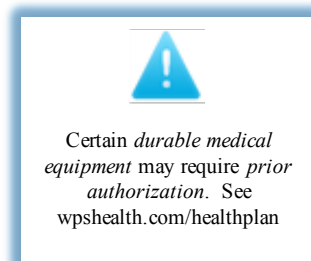 Certain durable medical
equipment may require prior
authorization.  See
wpshealth.com/healthplan